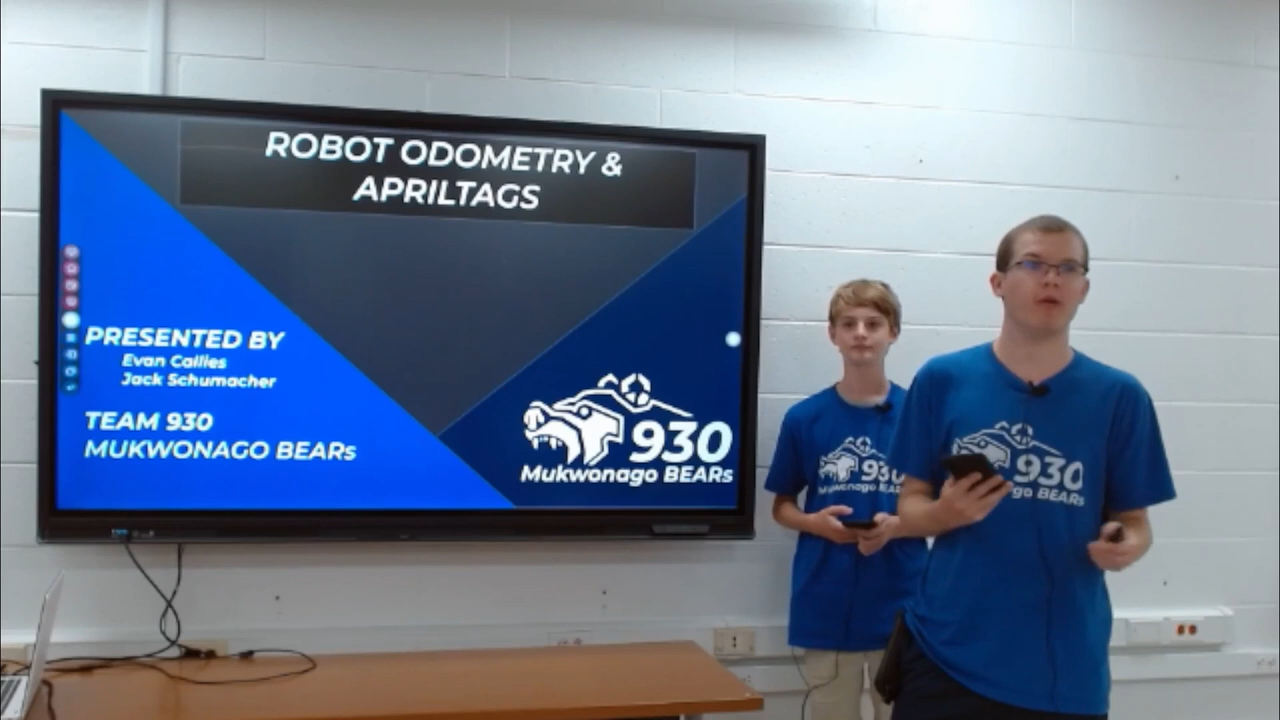 ROBOT ODOMETRY &
APRILTAGS
PRESENTED BY
Evan Callies
Jack Schumacher
TEAM 930
MUKWONAGO BEARs
930
Mukwonago BEARs
930
Mukwonago BEARs
930
go BEARs